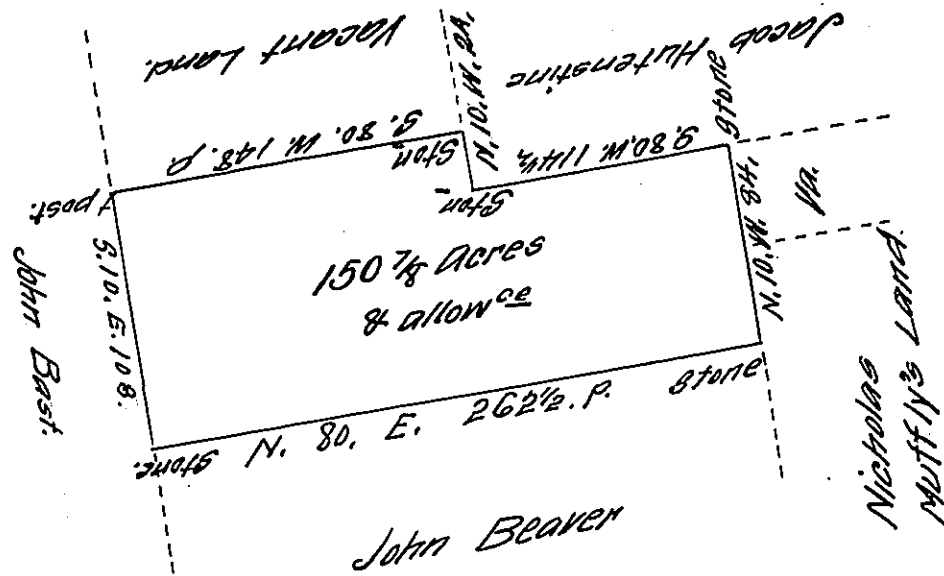 Vacant Land.
Jacob Hutenstine
N. 10. W. 24,
S. 80. W. 148. p.
Ston
S. 80. W. 114½
Stone
post.
Ston
S. 10. E. 108.
N. 10. W. 84,
Va.
150 7/8 Acres
& allowce
John Bast.
Nicholas
Muffly's Land
Stone.
N. 80. E. 262½. P.
Stone
John Beaver